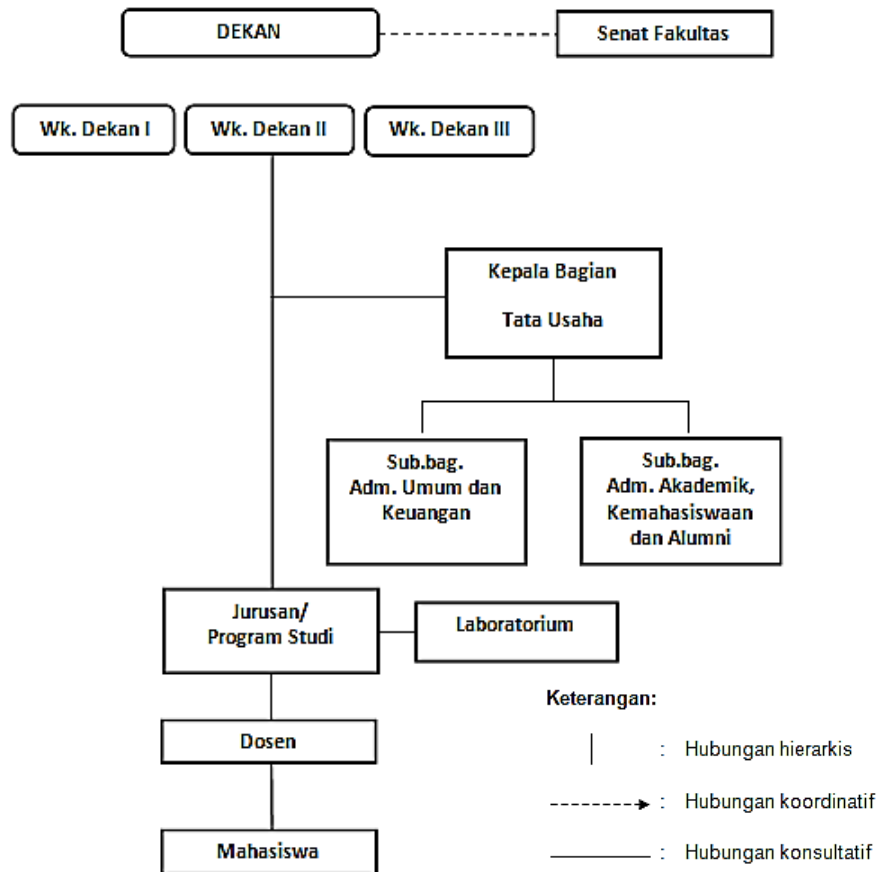 DEKAN
Senat Fakultas
Wk. Dekan I
Wk. Dekan II
Wk. Dekan III
Kepala Bagian
Tata Usaha
Sub.bag.
Adm. Umum dan
Keuangan
Sub.bag.
Adm. Akademik,
Kemahasiswaan
dan Alumni
Jurusan/
Program Studi
Laboratorium
Dosen
Mahasiswa
Keterangan:
: Hubungan hierarkis
: Hubungan koordinatif
: Hubungan konsultatif